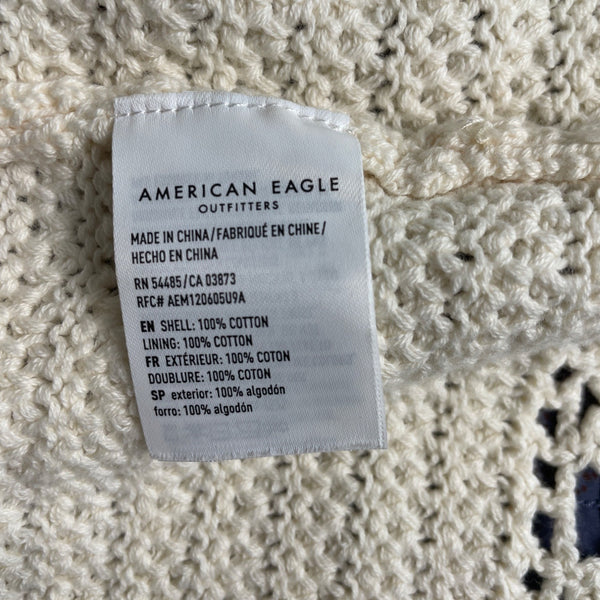 AMERICAN EAGLE
OUTFITTERS
MADE IN CHINA/FABRIQUÉ EN CHINE/
HECHO EN CHINA
RN 54485/CA 03873
RFC# AEM120605U9A
EN SHELL: 100% COTTON
LINING: 100% COTTON
FR EXTÉRIEUR: 100% COTON
DOUBLURE: 100% COTON
SP exterior: 100% algodón
forro: 100% algodón